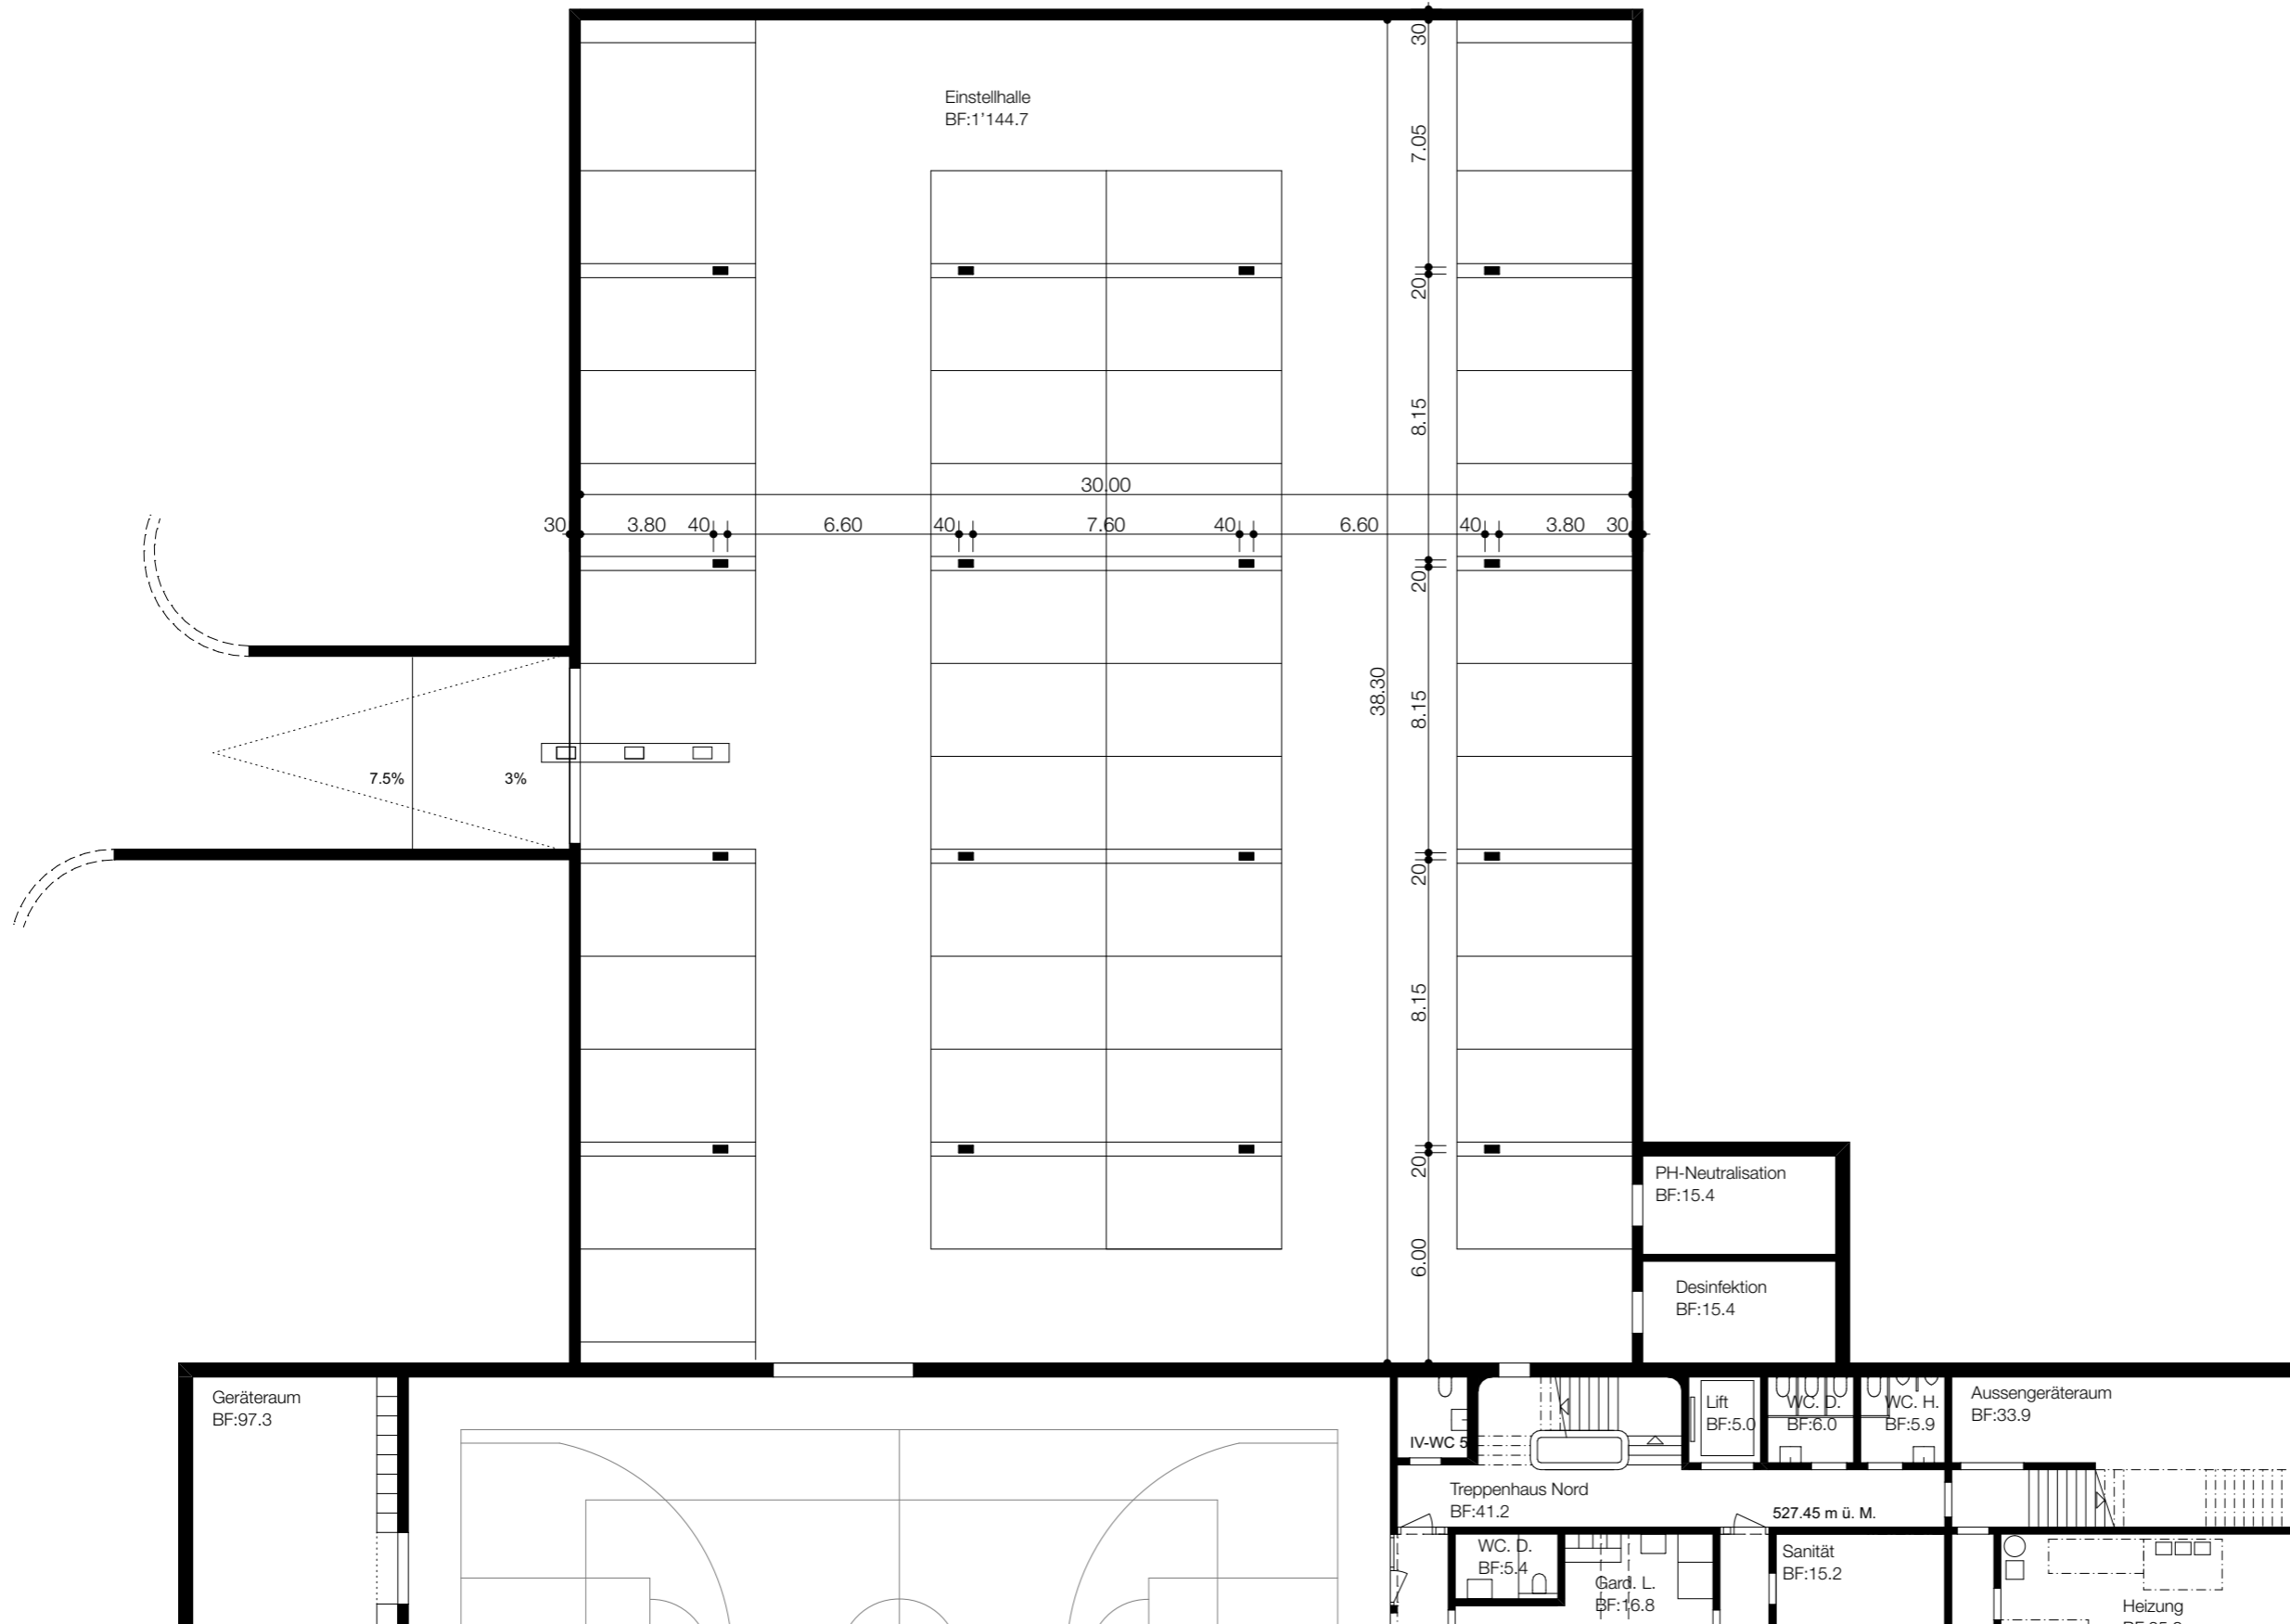 30
Einstellhalle
BF:1'144.7
7.05
20
8.15
30.00
30 3.80 40 6.60 40 7.60 40 6.60 40 3.80 30
20
38.30
8.15
7.5% 3%
20
8.15
20
PH-Neutralisation
BF:15.4
6.00
Desinfektion
BF:15.4
Geräteraum
BF:97.3
Lift
BF:5.0
WC. D.
BF:6.0
WC. H.
BF:5.9
Aussengeräteraum
BF:33.9
IV-WC 5
Treppenhaus Nord
BF:41.2
527.45 m ü. M.
WC. D.
BF:5.4
Gard. L.
BF:16.8
Sanität
BF:15.2
Heizung